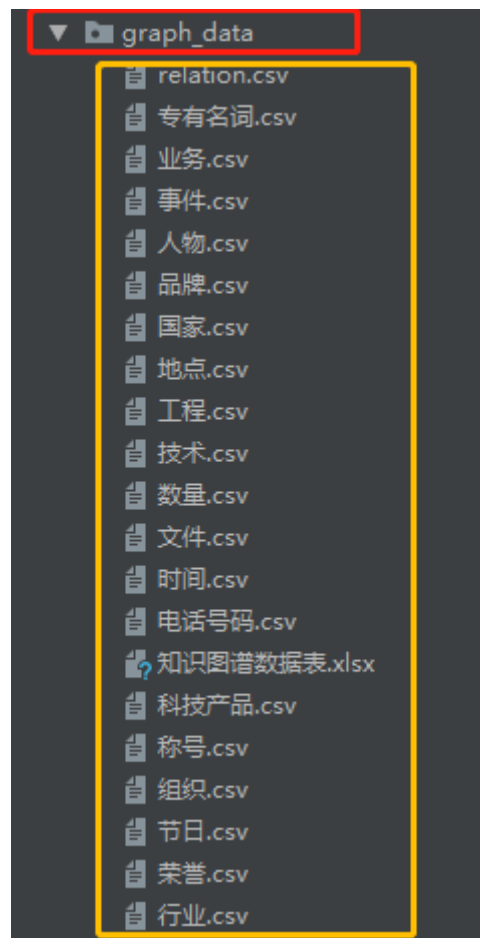 graph_data
relation.csv
专有名词.csv
业务.csv
事件.csv
人物.csv
品牌.csv
国家.csv
地点.csv
工程.csv
技术.csv
数量.csv
文件.csv
时间.csv
电话号码.csv
知识图谱数据表.xlsx
科技产品.csv
称号.csv
组织.csv
节日.csv
荣誉.csv
行业.csv